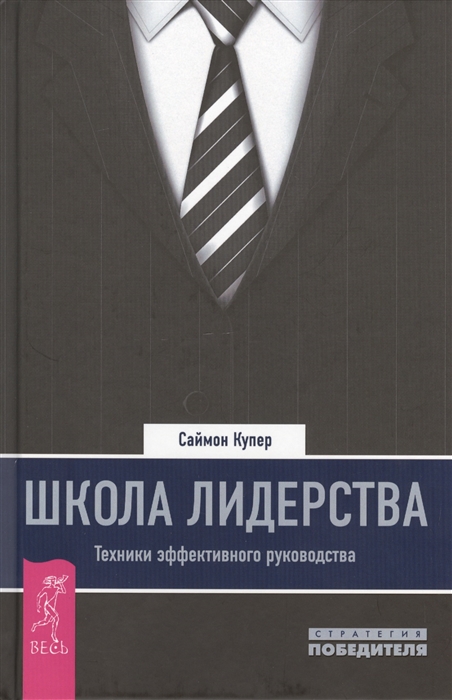 Саймон Купер
ШКОЛА ЛИДЕРСТВА
Техники эффективного руководства
ВЕСЬ
СТРАТЕГИЯ
ПОБЕДИТЕЛЯ